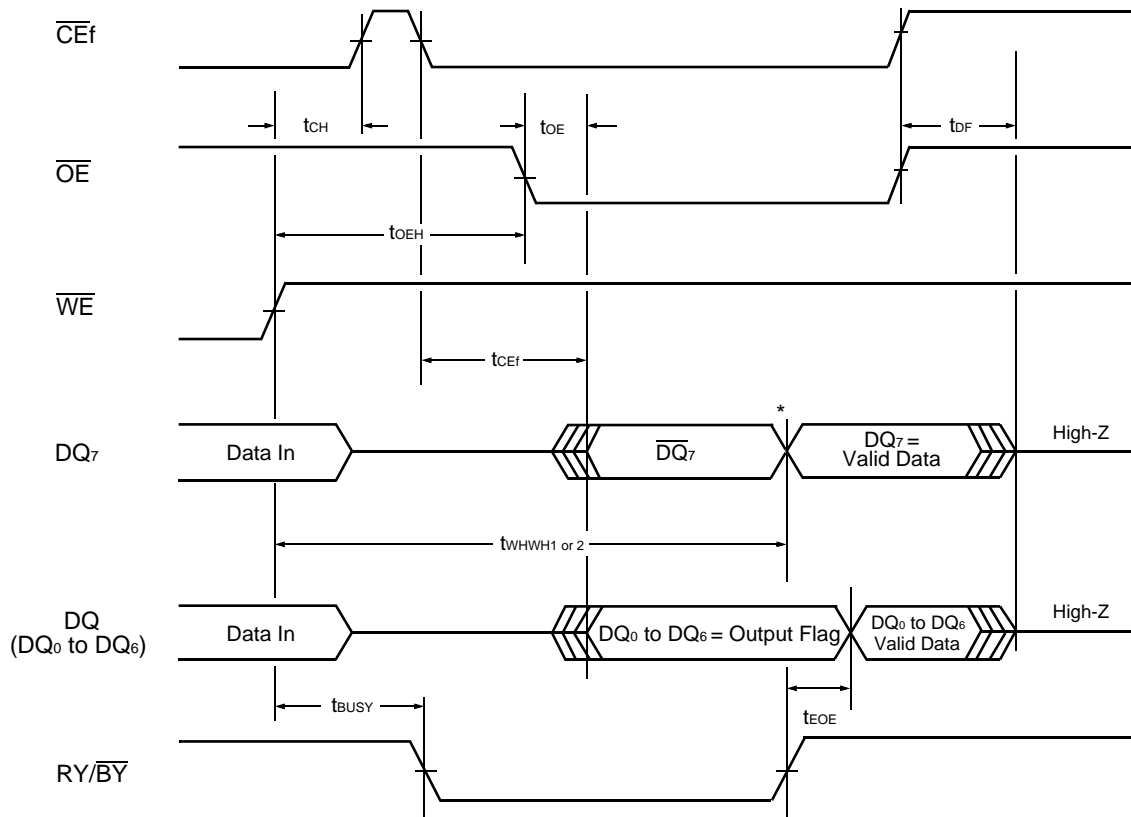 CEf
tCH
tOE
tDF
OE
tOEH
WE
tCEf
*
DQ7
Data In
DQ7
DQ7 =
Valid Data
High-Z
tWHWH1 or 2
DQ
(DQ0 to DQ6)
Data In
DQ0 to DQ6 = Output Flag
DQ0 to DQ6
Valid Data
High-Z
tBUSY
tEOE
RY/BY